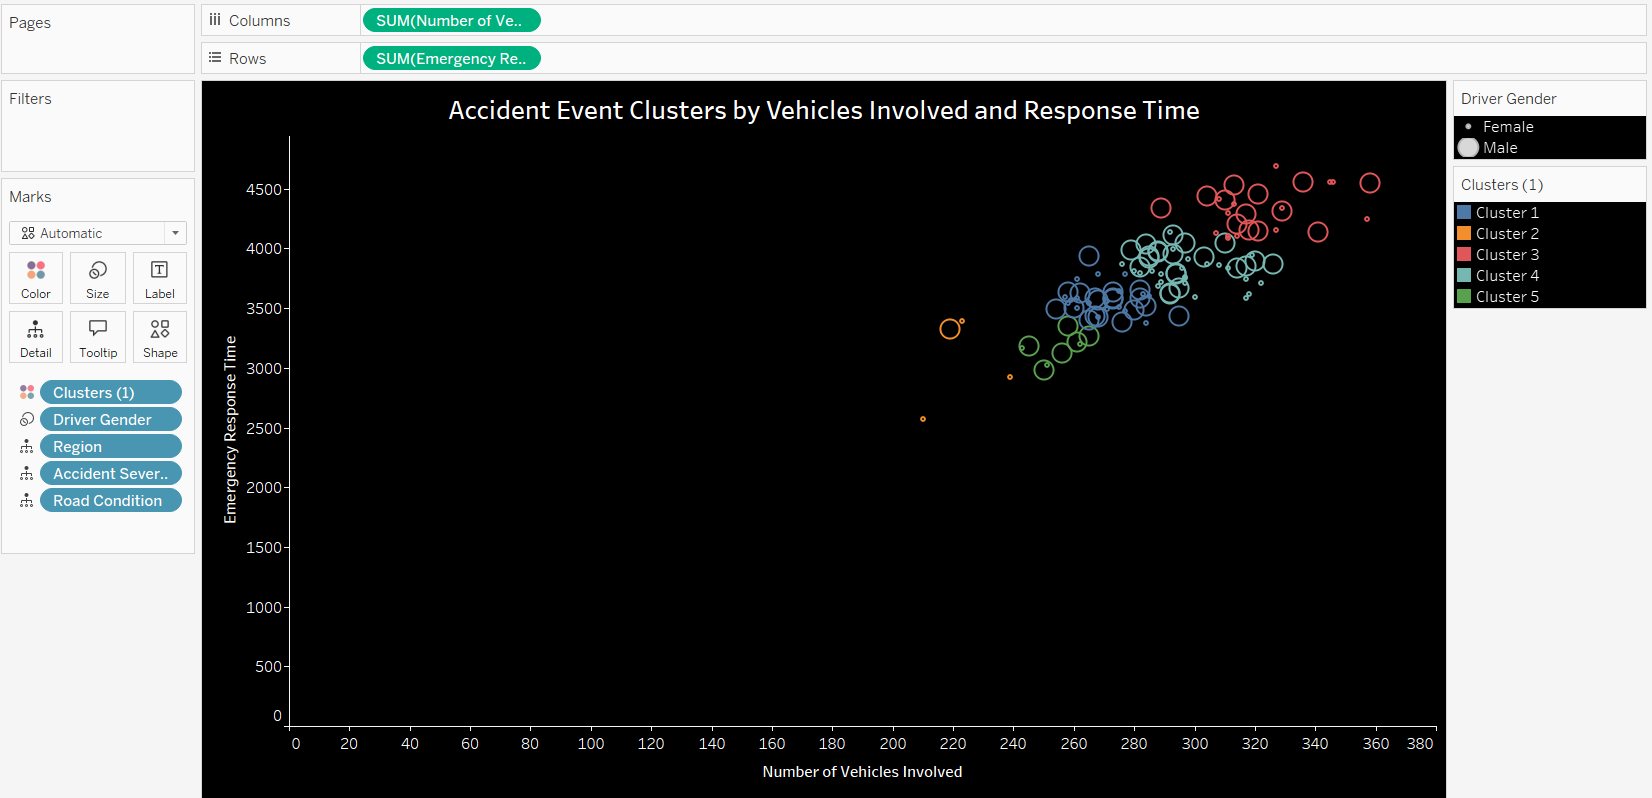 Pages
Columns
SUM(Number of Ve..
Rows
SUM(Emergency Re..
Filters
Marks
Automatic
Color
Size
Label
Detail
Tooltip
Shape
Clusters (1)
Driver Gender
Region
Accident Sever..
Road Condition
Accident Event Clusters by Vehicles Involved and Response Time
Emergency Response Time
4500
4000
3500
3000
2500
2000
1500
1000
500
0
0 20 40 60 80 100 120 140 160 180 200 220 240 260 280 300 320 340 360 380
Number of Vehicles Involved
Driver Gender
Female
Male
Clusters (1)
Cluster 1
Cluster 2
Cluster 3
Cluster 4
Cluster 5